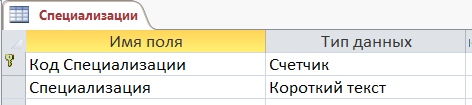 Специализации
Имя поля Тип данных
Код Специализации Счетчик
Специализация Короткий текст